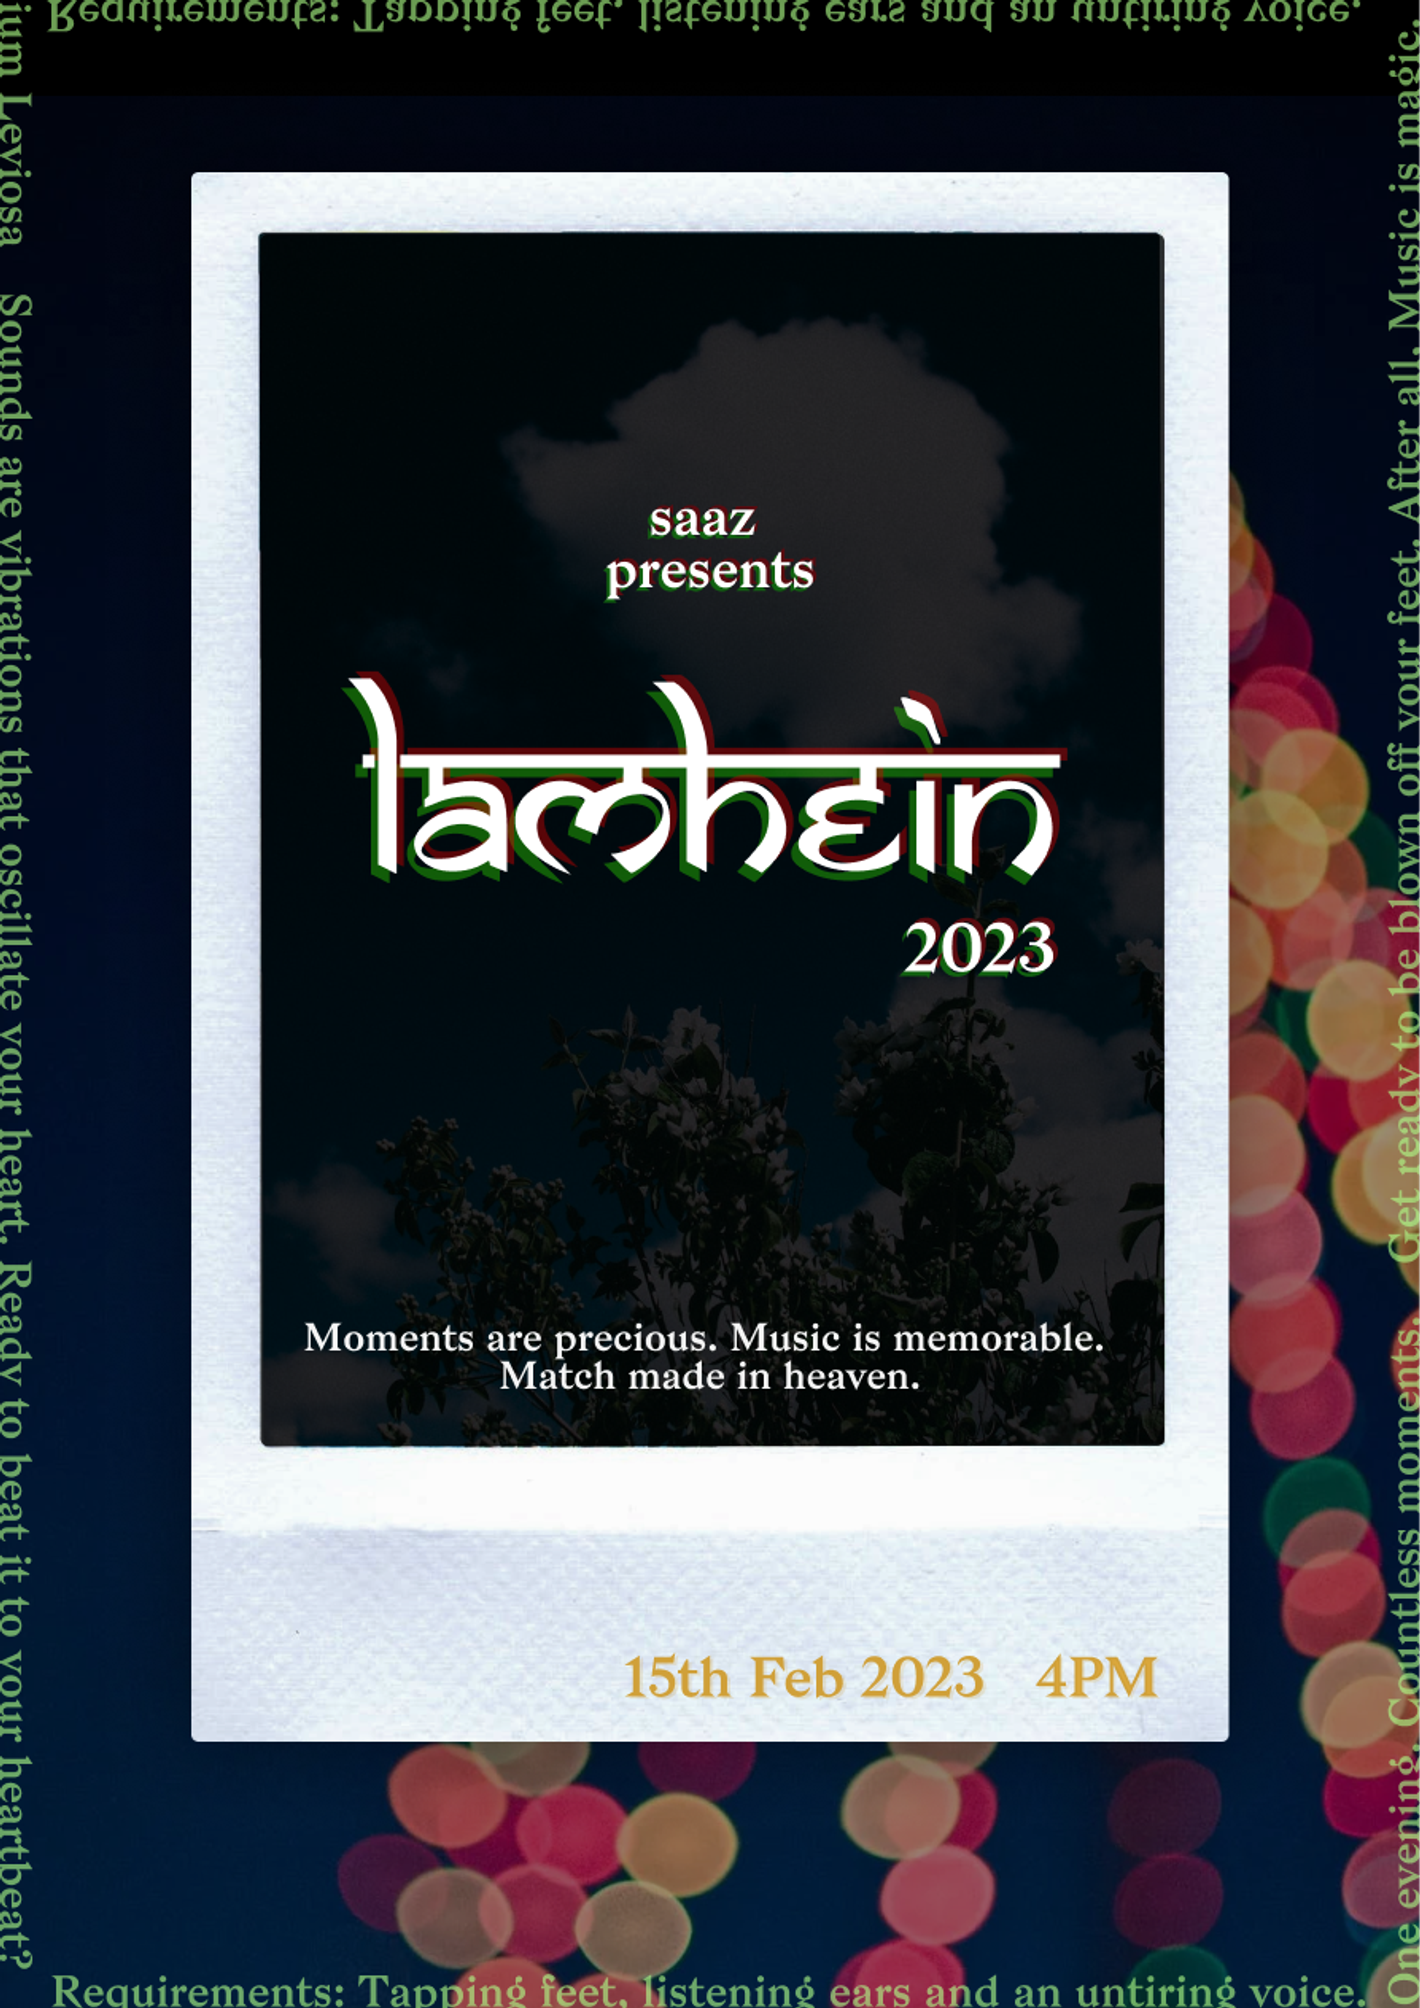 Requirements: Tapping feet, listening ears and an untiring voice.
saaz
presents
lamhein
2023
Moments are precious. Music is memorable.
Match made in heaven.
15th Feb 2023 4PM
Leviosa Sounds are vibrations that oscillate your heart. Ready to beat it to your heartbeat?
One evening. Countless moments. Get ready to be blown off your feet. After all, Music is magic.
Requirements: Tapping feet, listening ears and an untiring voice.